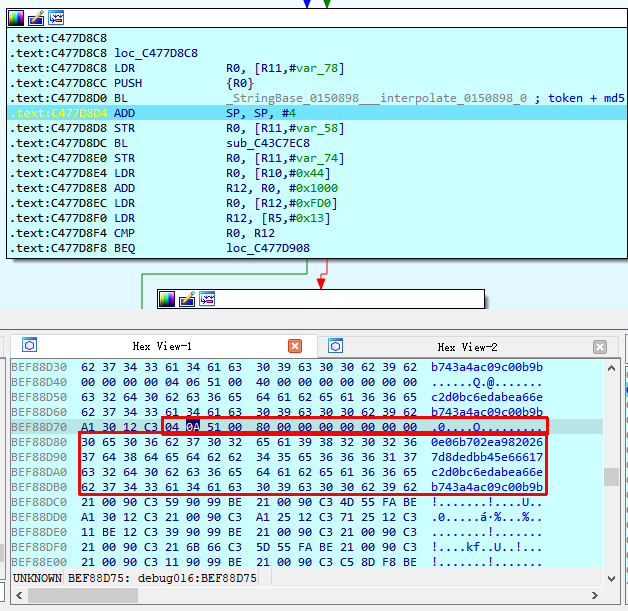 .text:C477D8C8
.text:C477D8C8 loc_C477D8C8
.text:C477D8C8 LDR R0, [R11,#var_78]
.text:C477D8CC PUSH {R0}
.text:C477D8D0 BL _StringBase_0150898___interpolate_0150898_0 ; token + md5
.text:C477D8D4 ADD SP, SP, #4
.text:C477D8D8 STR R0, [R11,#var_58]
.text:C477D8DC BL sub_C43C7EC8
.text:C477D8E0 STR R0, [R11,#var_74]
.text:C477D8E4 LDR R0, [R10,#0x44]
.text:C477D8E8 ADD R12, R0, #0x1000
.text:C477D8EC LDR R0, [R12,#0xFD0]
.text:C477D8F0 LDR R12, [R5,#0x13]
.text:C477D8F4 CMP R0, R12
.text:C477D8F8 BEQ loc_C477D908
Hex View-1 Hex View-2
BEF88D30 62 37 34 33 61 34 61 63 30 39 63 30 30 62 39 62 b743a4ac09c00b9b
BEF88D40 00 00 00 00 04 06 51 00 40 00 00 00 00 00 00 00 ......Q.@.......
BEF88D50 63 32 64 30 62 63 36 65 64 61 62 65 61 36 36 65 c2d0bc6edabea66e
BEF88D60 62 37 34 33 61 34 61 63 30 39 63 30 30 62 39 62 b743a4ac09c00b9b
BEF88D70 A1 30 12 C3 04 0A 51 00 80 00 00 00 00 00 00 00 .0....Q.........
BEF88D80 30 65 30 36 62 37 30 32 65 61 39 38 32 30 32 36 0e06b702ea982026
BEF88D90 37 64 38 64 65 64 62 62 34 35 65 36 36 36 31 37 7d8dedbb45e66617
BEF88DA0 63 32 64 30 62 63 36 65 64 61 62 65 61 36 36 65 c2d0bc6edabea66e
BEF88DB0 62 37 34 33 61 34 61 63 30 39 63 30 30 62 39 62 b743a4ac09c00b9b
BEF88DC0 21 00 90 C3 59 90 99 BE 21 00 90 C3 4D 55 FA BE !.......!....U..
BEF88DD0 A1 30 12 C3 21 00 90 C3 A1 25 12 C3 71 25 12 C3 .0......á·%...%..
BEF88DE0 11 BE 12 C3 39 90 99 BE 21 00 90 C3 21 00 90 C3 ........!.......
BEF88DF0 21 00 90 C3 21 6B 66 C3 5D 55 FA BE 21 00 90 C3 !....kf..U..!...
BEF88E00 21 00 90 C3 11 90 99 BE 21 00 90 C3 C5 8D F8 BE !.......!.......
UNKNOWN BEF88D75: debug016:BEF88D75